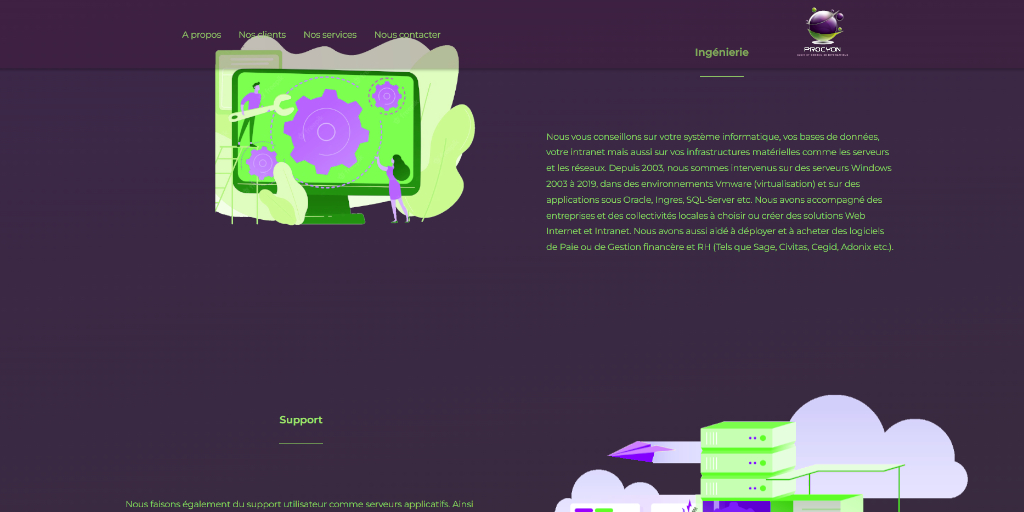 A propos
Nos clients
Nos services
Nous contacter
PROCYON
Ingénierie
Nous vous conseillons sur votre système informatique, vos bases de données,
votre intranet mais aussi sur vos infrastructures matérielles comme les serveurs
et les réseaux. Depuis 2003, nous sommes intervenus sur des serveurs Windows
2003 à 2019, dans des environnements Vmware (virtualisation) et sur des
applications sous Oracle, Ingres, SQL-Server etc. Nous avons accompagné des
entreprises et des collectivités locales à choisir ou créer des solutions Web
Internet et Intranet. Nous avons aussi aidé à déployer et à acheter des logiciels
de Paie ou de Gestion financère et RH (Tels que Sage, Civitas, Cegid, Adonix etc.).
Support
Nous faisons également du support utilisateur comme serveurs applicatifs. Ainsi